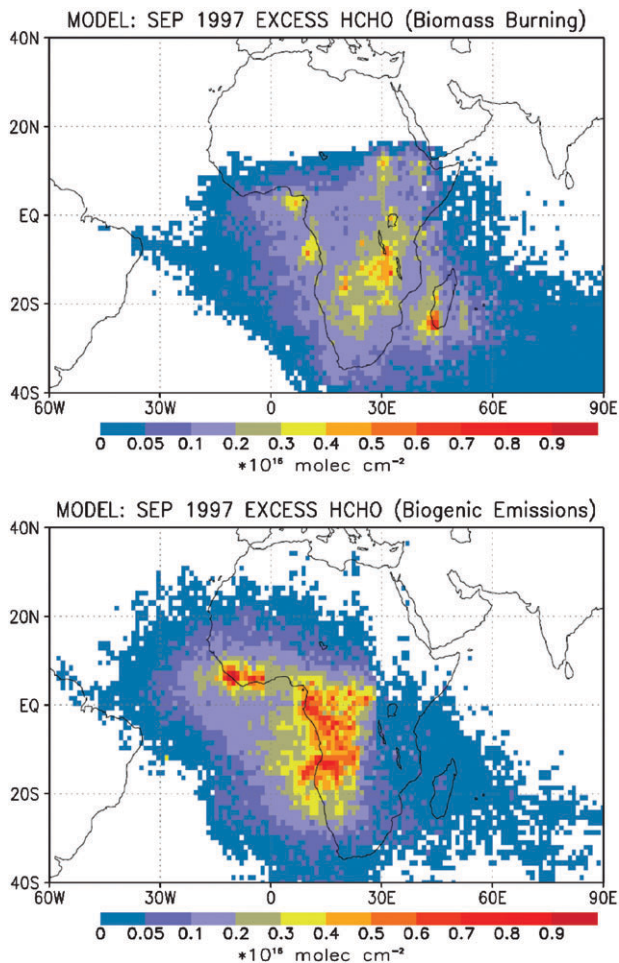 MODEL: SEP 1997 EXCESS HCHO (Biomass Burning)
40N
20N
EQ
20S
40S
60W 30W 0 30E 60E 90E
0 0.05 0.1 0.2 0.3 0.4 0.5 0.6 0.7 0.8 0.9
*10¹⁶ molec cm⁻²
MODEL: SEP 1997 EXCESS HCHO (Biogenic Emissions)
40N
20N
EQ
20S
40S
60W 30W 0 30E 60E 90E
0 0.05 0.1 0.2 0.3 0.4 0.5 0.6 0.7 0.8 0.9
*10¹⁶ molec cm⁻²